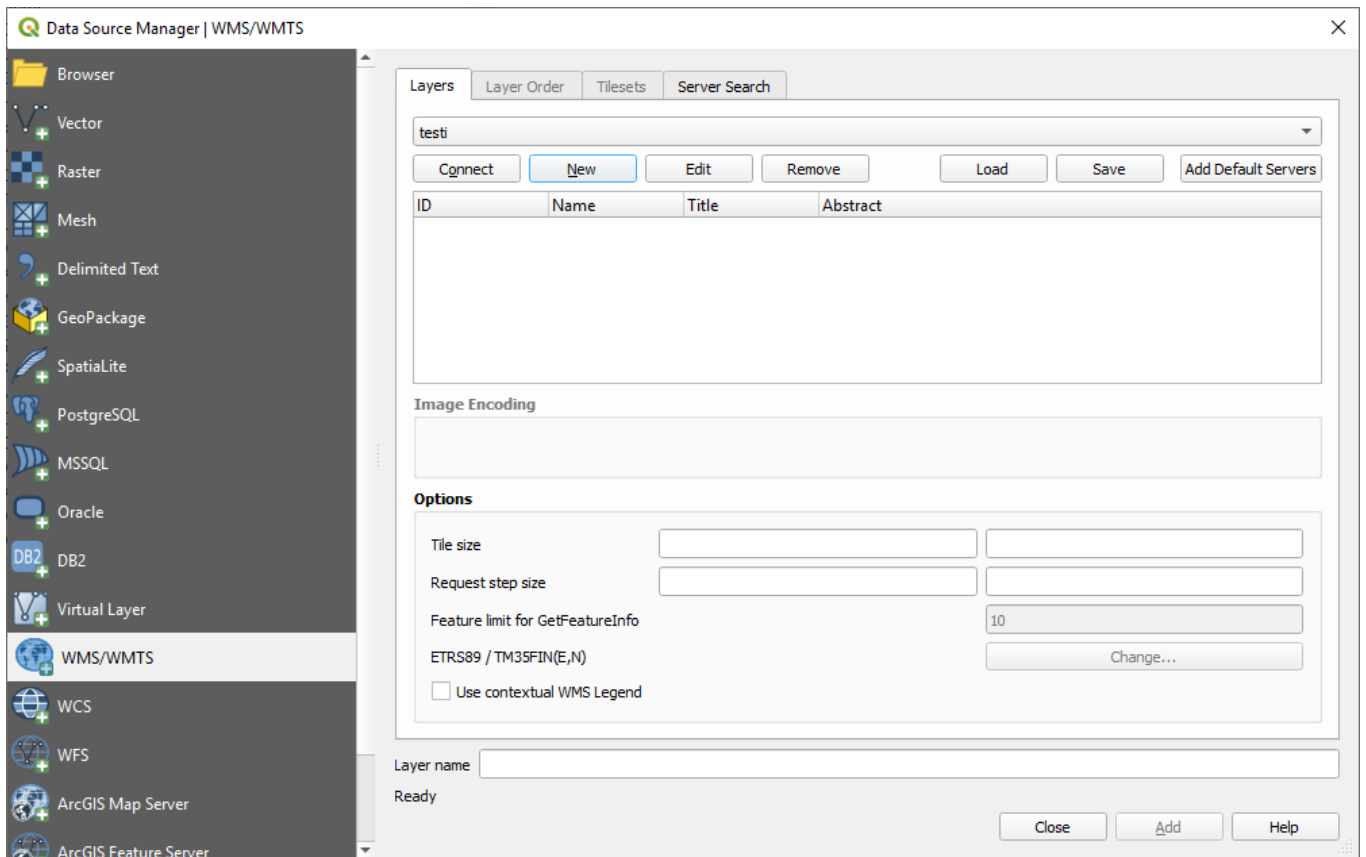 Data Source Manager | WMS/WMTS
Browser
Vector
Raster
Mesh
Delimited Text
GeoPackage
SpatiaLite
PostgreSQL
MSSQL
Oracle
DB2
DB2
Virtual Layer
WMS/WMTS
WCS
WFS
ArcGIS Map Server
ArcGIS Feature Server
Layers Layer Order Tilesets Server Search
testi
Connect New Edit Remove Load Save Add Default Servers
ID Name Title Abstract
Image Encoding
Options
Tile size
Request step size
Feature limit for GetFeatureInfo 10
ETRS89 / TM35FIN(E,N) Change...
Use contextual WMS Legend
Layer name
Ready
Close Add Help